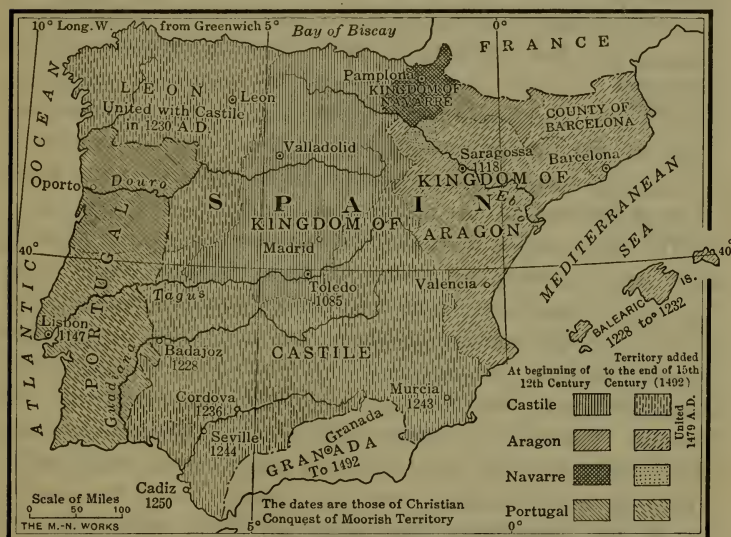 10° Long. W. from Greenwich 5° 0°
Bay of Biscay
FRANCE
ATLANTIC OCEAN
LEON
United with Castile
in 1230 A.D.
Leon
Pamplona
KINGDOM OF
NAVARRE
COUNTY OF
BARCELONA
Valladolid
Saragossa
1118
Barcelona
Oporto
Douro
SPAIN
KINGDOM OF
ARAGON
Eb
KINGDOM OF
CASTILE
Madrid
40°
40°
Toledo
1085
Tagus
Valencia
MEDITERRANEAN
SEA
BALEARIC IS.
1228 to 1232
PORTUGAL
Lisbon
1147
Guadiana
Badajoz
1228
Cordova
1236
Murcia
1243
Seville
1244
Granada
GRANADA
To 1492
Cadiz
1250
At beginning of
12th Century
Territory added
to the end of 15th
Century (1492)
Castile
Aragon
United
1479 A.D.
Navarre
Portugal
Scale of Miles
0 50 100
THE M.-N. WORKS
The dates are those of Christian
Conquest of Moorish Territory
5°
0°